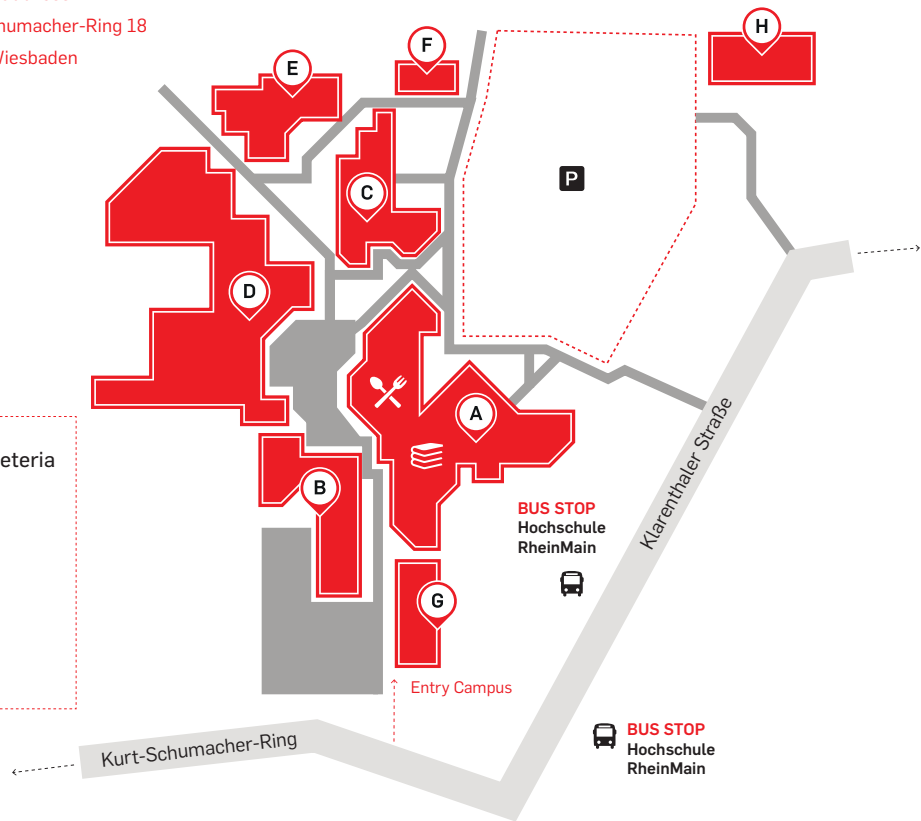 humacher-Ring 18
Wiesbaden
F
H
E
P
C
D
A
eteria
B
BUS STOP
Hochschule
RheinMain
Klarenthaler Straße
G
Entry Campus
Kurt-Schumacher-Ring
BUS STOP
Hochschule
RheinMain